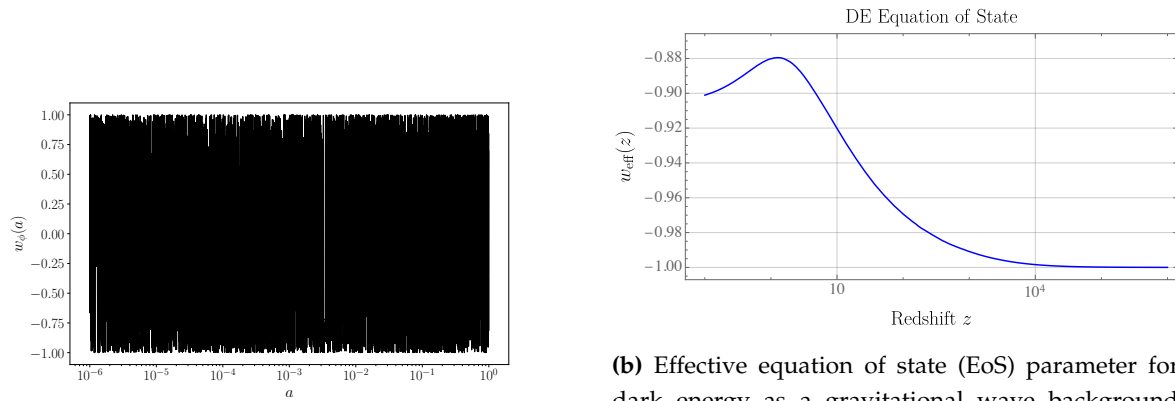 1.00
0.75
0.50
0.25
0.00
−0.25
−0.50
−0.75
−1.00
w_ϕ(a)
10⁻⁶ 10⁻⁵ 10⁻⁴ 10⁻³ 10⁻² 10⁻¹ 10⁰
a
DE Equation of State
−0.88
−0.90
−0.92
−0.94
−0.96
−0.98
−1.00
w_eff(z)
10 10⁴
Redshift z
(b) Effective equation of state (EoS) parameter for
dark energy as a gravitational wave background